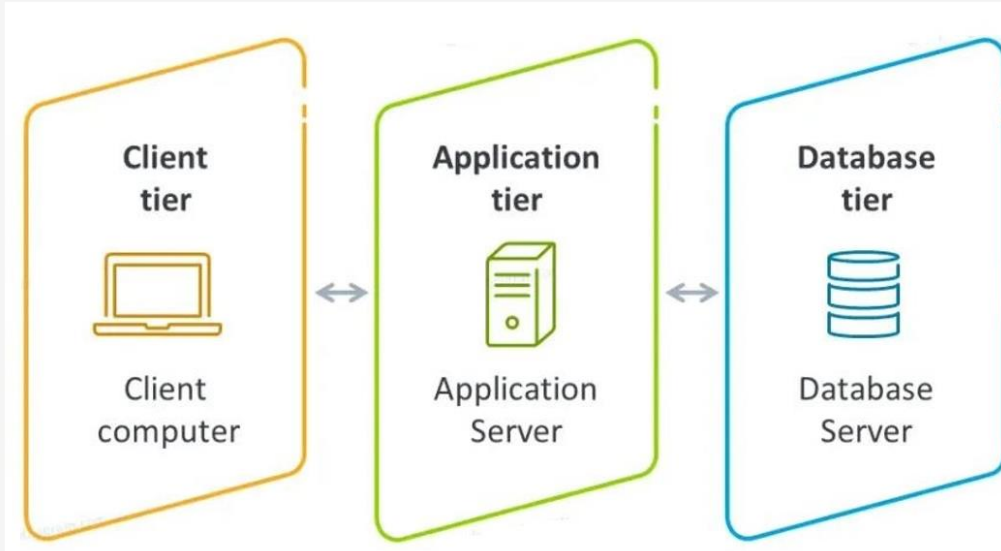 Client
tier
Client
computer
Application
tier
Application
Server
Database
tier
Database
Server